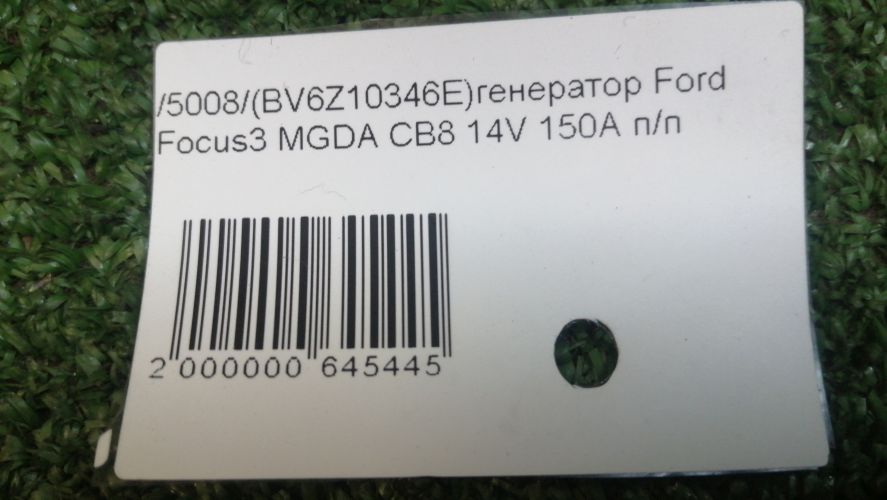 /5008/(BV6Z10346E)генератор Ford
Focus3 MGDA CB8 14V 150A п/п
2 000000 645445